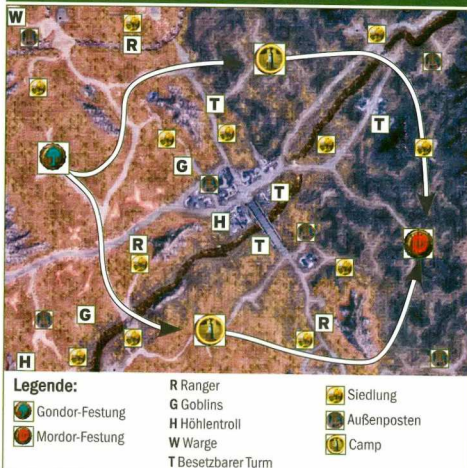 W
R
T
T
G
T
H
R
T
G
R
H
Legende:
Gondor-Festung
Mordor-Festung
R Ranger
G Goblins
H Höhlentroll
W Warge
T Besetzbarer Turm
Siedlung
Außenposten
Camp